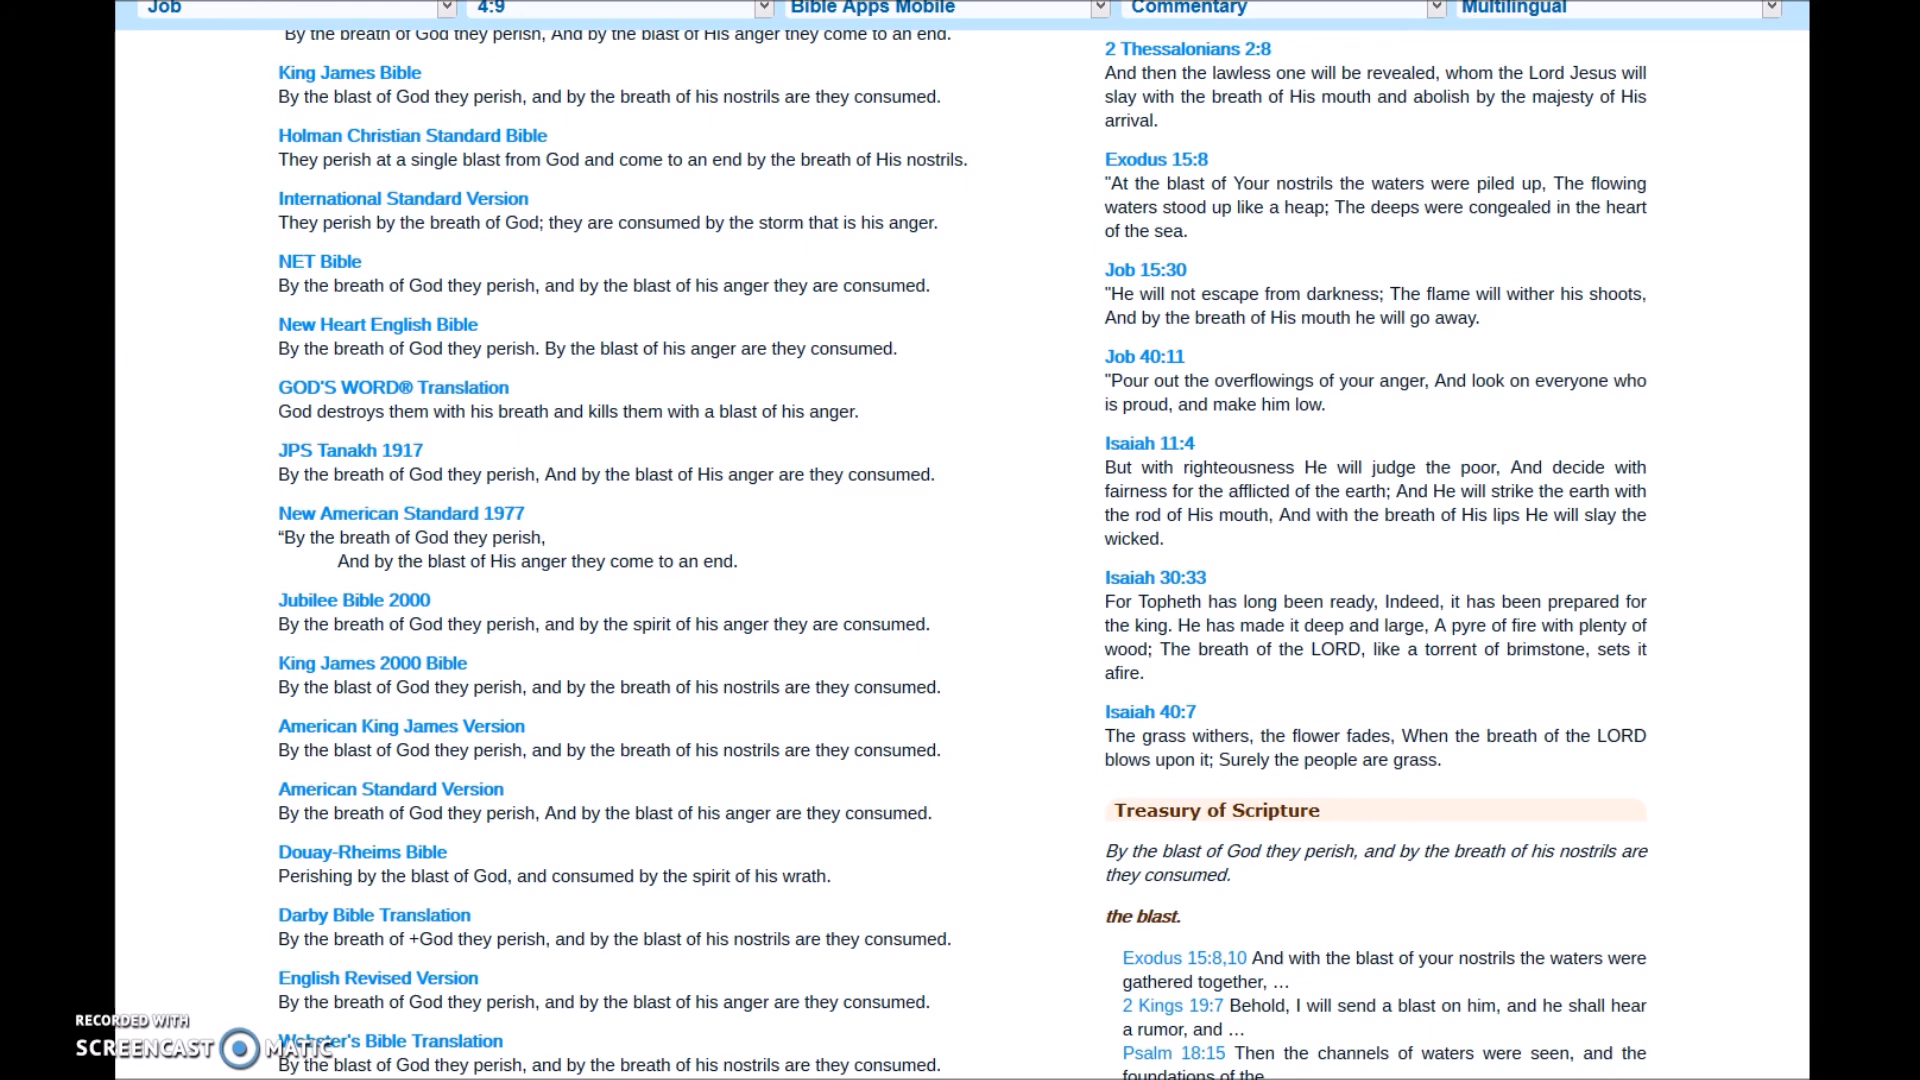 Job
4:9
Bible Apps Mobile
Commentary
Multilingual
By the breath of God they perish, And by the blast of His anger they come to an end.
King James Bible
By the blast of God they perish, and by the breath of his nostrils are they consumed.
Holman Christian Standard Bible
They perish at a single blast from God and come to an end by the breath of His nostrils.
International Standard Version
They perish by the breath of God; they are consumed by the storm that is his anger.
NET Bible
By the breath of God they perish, and by the blast of his anger they are consumed.
New Heart English Bible
By the breath of God they perish. By the blast of his anger are they consumed.
GOD'S WORD® Translation
God destroys them with his breath and kills them with a blast of his anger.
JPS Tanakh 1917
By the breath of God they perish, And by the blast of His anger are they consumed.
New American Standard 1977
“By the breath of God they perish,
And by the blast of His anger they come to an end.
Jubilee Bible 2000
By the breath of God they perish, and by the spirit of his anger they are consumed.
King James 2000 Bible
By the blast of God they perish, and by the breath of his nostrils are they consumed.
American King James Version
By the blast of God they perish, and by the breath of his nostrils are they consumed.
American Standard Version
By the breath of God they perish, And by the blast of his anger are they consumed.
Douay-Rheims Bible
Perishing by the blast of God, and consumed by the spirit of his wrath.
Darby Bible Translation
By the breath of +God they perish, and by the blast of his nostrils are they consumed.
English Revised Version
By the breath of God they perish, and by the blast of his anger are they consumed.
Webster's Bible Translation
By the blast of God they perish, and by the breath of his nostrils are they consumed.
2 Thessalonians 2:8
And then the lawless one will be revealed, whom the Lord Jesus will
slay with the breath of His mouth and abolish by the majesty of His
arrival.
Exodus 15:8
"At the blast of Your nostrils the waters were piled up, The flowing
waters stood up like a heap; The deeps were congealed in the heart
of the sea.
Job 15:30
"He will not escape from darkness; The flame will wither his shoots,
And by the breath of His mouth he will go away.
Job 40:11
"Pour out the overflowings of your anger, And look on everyone who
is proud, and make him low.
Isaiah 11:4
But with righteousness He will judge the poor, And decide with
fairness for the afflicted of the earth; And He will strike the earth with
the rod of His mouth, And with the breath of His lips He will slay the
wicked.
Isaiah 30:33
For Topheth has long been ready, Indeed, it has been prepared for
the king. He has made it deep and large, A pyre of fire with plenty of
wood; The breath of the LORD, like a torrent of brimstone, sets it
afire.
Isaiah 40:7
The grass withers, the flower fades, When the breath of the LORD
blows upon it; Surely the people are grass.
Treasury of Scripture
By the blast of God they perish, and by the breath of his nostrils are
they consumed.
the blast.
Exodus 15:8,10 And with the blast of your nostrils the waters were
gathered together, …
2 Kings 19:7 Behold, I will send a blast on him, and he shall hear
a rumor, and …
Psalm 18:15 Then the channels of waters were seen, and the
foundations of the
RECORDED WITH
SCREENCAST MATIC